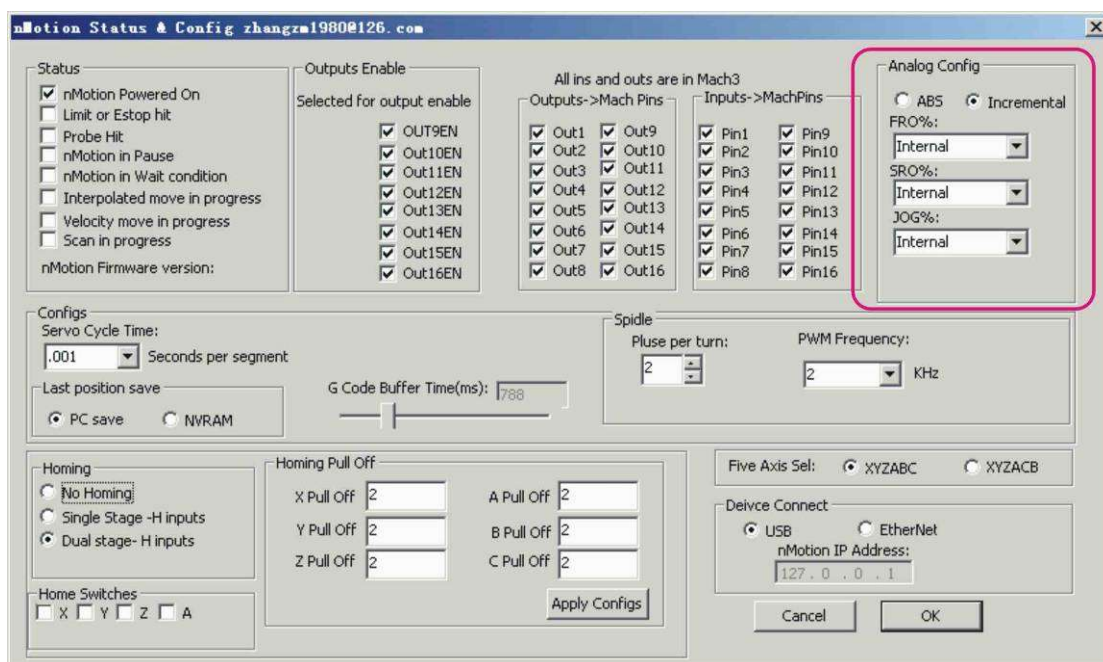 nMotion Status & Config zhangzm1980@126.com
Status
nMotion Powered On
Limit or Estop hit
Probe Hit
nMotion in Pause
nMotion in Wait condition
Interpolated move in progress
Velocity move in progress
Scan in progress
nMotion Firmware version:
Outputs Enable
Selected for output enable
OUT9EN
Out10EN
Out11EN
Out12EN
Out13EN
Out14EN
Out15EN
Out16EN
All ins and outs are in Mach3
Outputs->Mach Pins
Out1 Out9
Out2 Out10
Out3 Out11
Out4 Out12
Out5 Out13
Out6 Out14
Out7 Out15
Out8 Out16
Inputs->MachPins
Pin1 Pin9
Pin2 Pin10
Pin3 Pin11
Pin4 Pin12
Pin5 Pin13
Pin6 Pin14
Pin7 Pin15
Pin8 Pin16
Analog Config
ABS Incremental
FRO%:
Internal
SRO%:
Internal
JOG%:
Internal
Configs
Servo Cycle Time:
.001 Seconds per segment
Last position save
PC save NVRAM
G Code Buffer Time(ms): 788
Spidle
Pluse per turn:
2
PWM Frequency:
2 KHz
Homing
No Homing
Single Stage -H inputs
Dual stage- H inputs
Home Switches
X Y Z A
Homing Pull Off
X Pull Off 2 A Pull Off 2
Y Pull Off 2 B Pull Off 2
Z Pull Off 2 C Pull Off 2
Apply Configs
Five Axis Sel: XYZABC XYZACB
Deivce Connect
USB EtherNet
nMotion IP Address:
127 . 0 . 0 . 1
Cancel OK